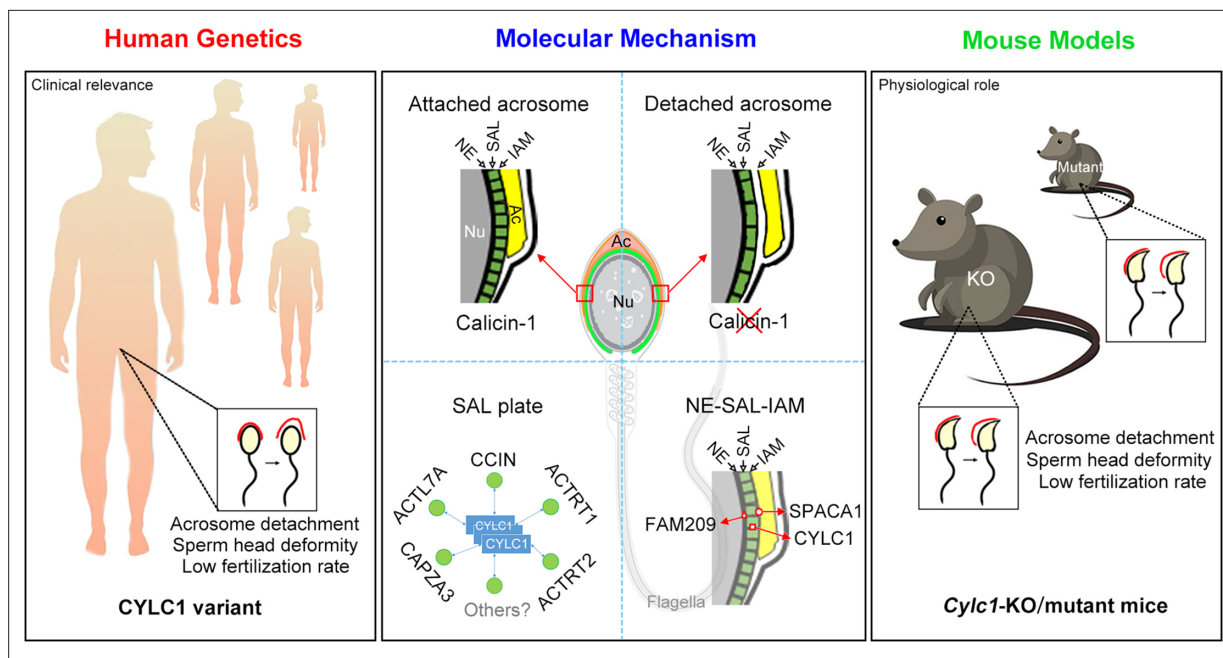 Human Genetics
Molecular Mechanism
Mouse Models
Clinical relevance
Acrosome detachment
Sperm head deformity
Low fertilization rate
CYLC1 variant
Attached acrosome
NE
SAL
IAM
Nu
Ac
Calicin-1
Detached acrosome
NE
SAL
IAM
Calicin-1
Ac
Nu
SAL plate
CCIN
ACTL7A
ACTRT1
CYLC1
CYLC1
CAPZA3
ACTRT2
Others?
NE-SAL-IAM
NE
SAL
IAM
FAM209
SPACA1
CYLC1
Flagella
Physiological role
Mutant
KO
Acrosome detachment
Sperm head deformity
Low fertilization rate
Cylc1-KO/mutant mice